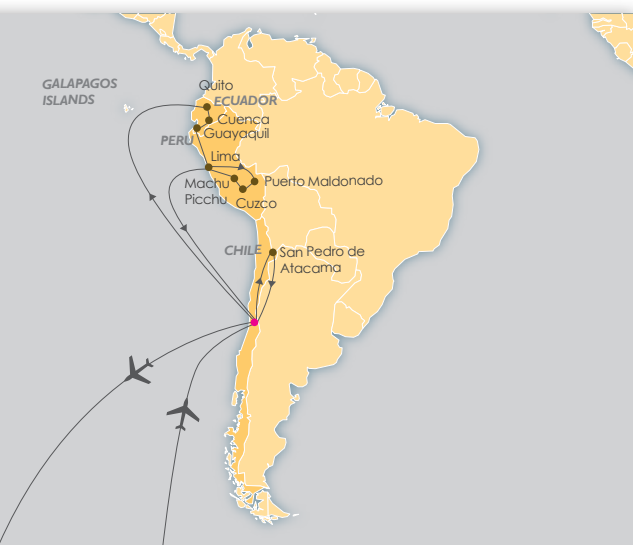 Quito
GALAPAGOS
ISLANDS
ECUADOR
Cuenca
Guayaquil
PERU
Lima
Machu
Picchu
Puerto Maldonado
Cuzco
CHILE
San Pedro de
Atacama